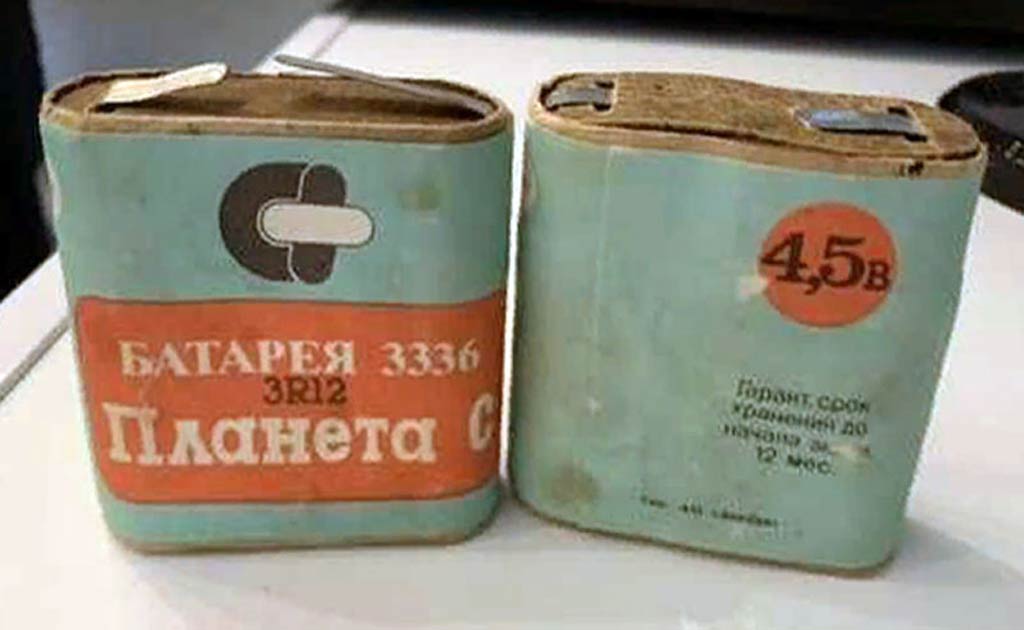 БАТАРЕЯ 3336
3R12
Планета С
4,5В
Гарант. срок
хранения до
начала
12 мес.